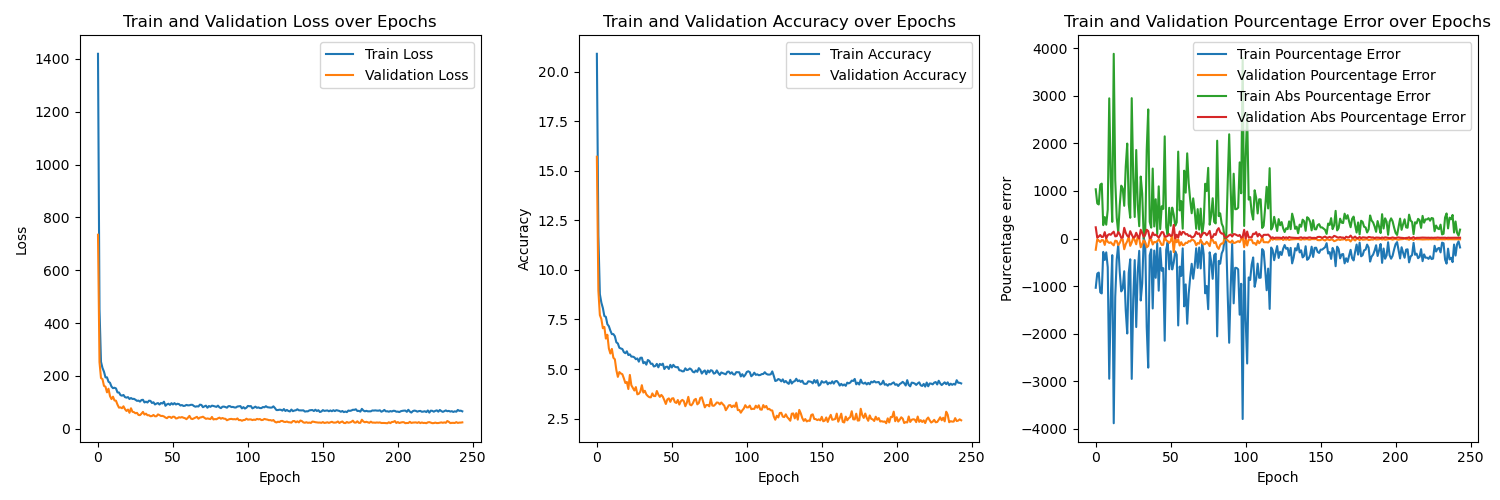 Train and Validation Loss over Epochs
Loss
1400
1200
1000
800
600
400
200
0
Train Loss
Validation Loss
0
50
100
150
200
250
Epoch
Train and Validation Accuracy over Epochs
Accuracy
20.0
17.5
15.0
12.5
10.0
7.5
5.0
2.5
Train Accuracy
Validation Accuracy
0
50
100
150
200
250
Epoch
Train and Validation Pourcentage Error over Epochs
Pourcentage error
4000
3000
2000
1000
0
−1000
−2000
−3000
−4000
Train Pourcentage Error
Validation Pourcentage Error
Train Abs Pourcentage Error
Validation Abs Pourcentage Error
0
50
100
150
200
250
Epoch